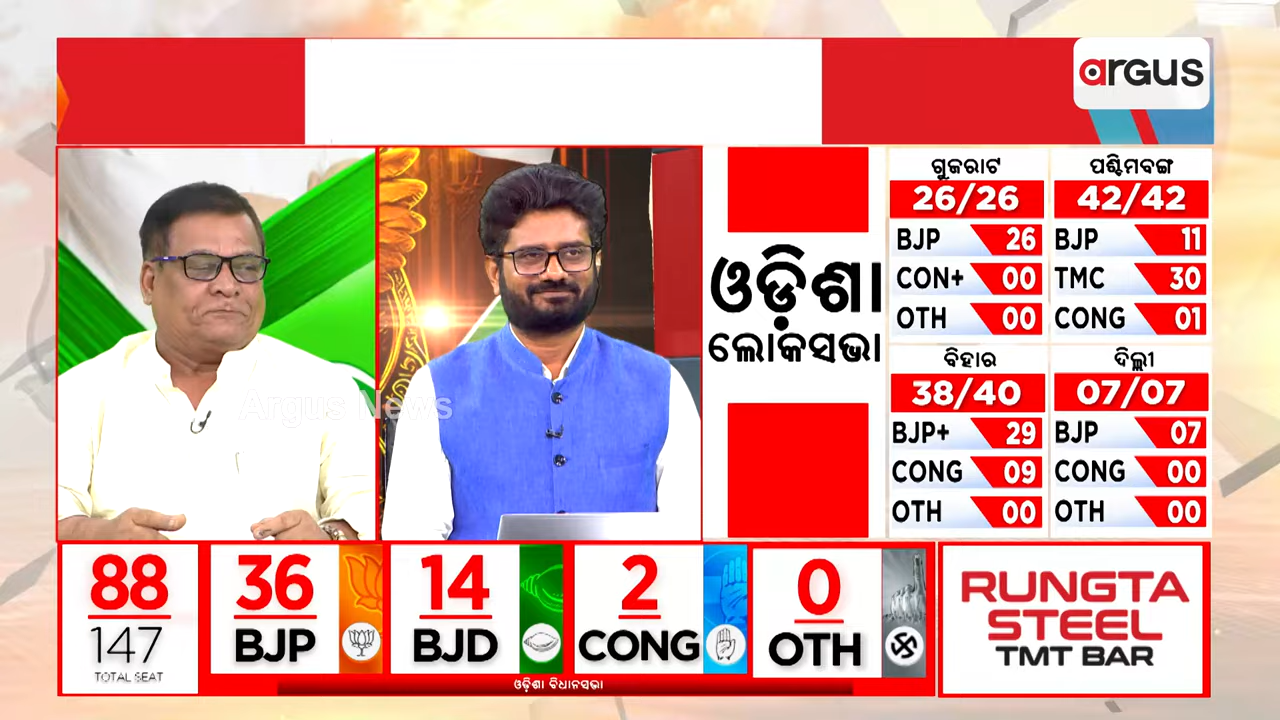 argus
ଗୁଜରାଟ
26/26
BJP 26
CON+ 00
OTH 00
ପଶ୍ଚିମବଙ୍ଗ
42/42
BJP 11
TMC 30
CONG 01
ଓଡ଼ିଶା
ଲୋକସଭା
ବିହାର
38/40
BJP+ 29
CONG 09
OTH 00
ଦିଲ୍ଲୀ
07/07
BJP 07
CONG 00
OTH 00
Argus News
88
147
TOTAL SEAT
36
BJP
14
BJD
2
CONG
0
OTH
ଓଡ଼ିଶା ବିଧାନସଭା
RUNGTA
STEEL
TMT BAR